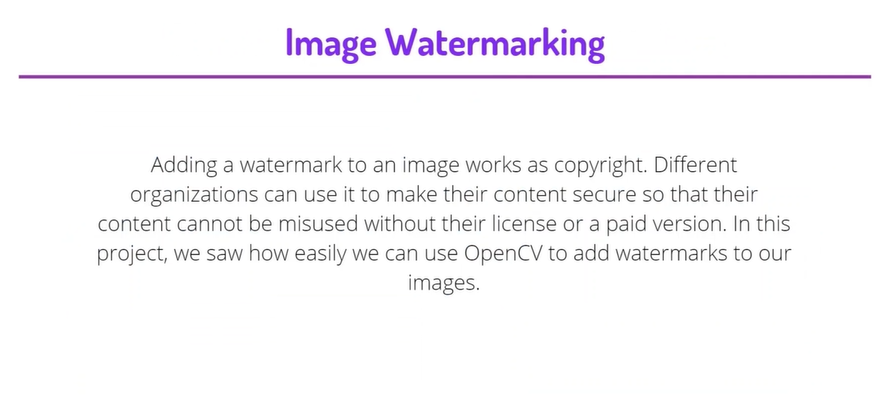 Image Watermarking
Adding a watermark to an image works as copyright. Different
organizations can use it to make their content secure so that their
content cannot be misused without their license or a paid version. In this
project, we saw how easily we can use OpenCV to add watermarks to our
images.